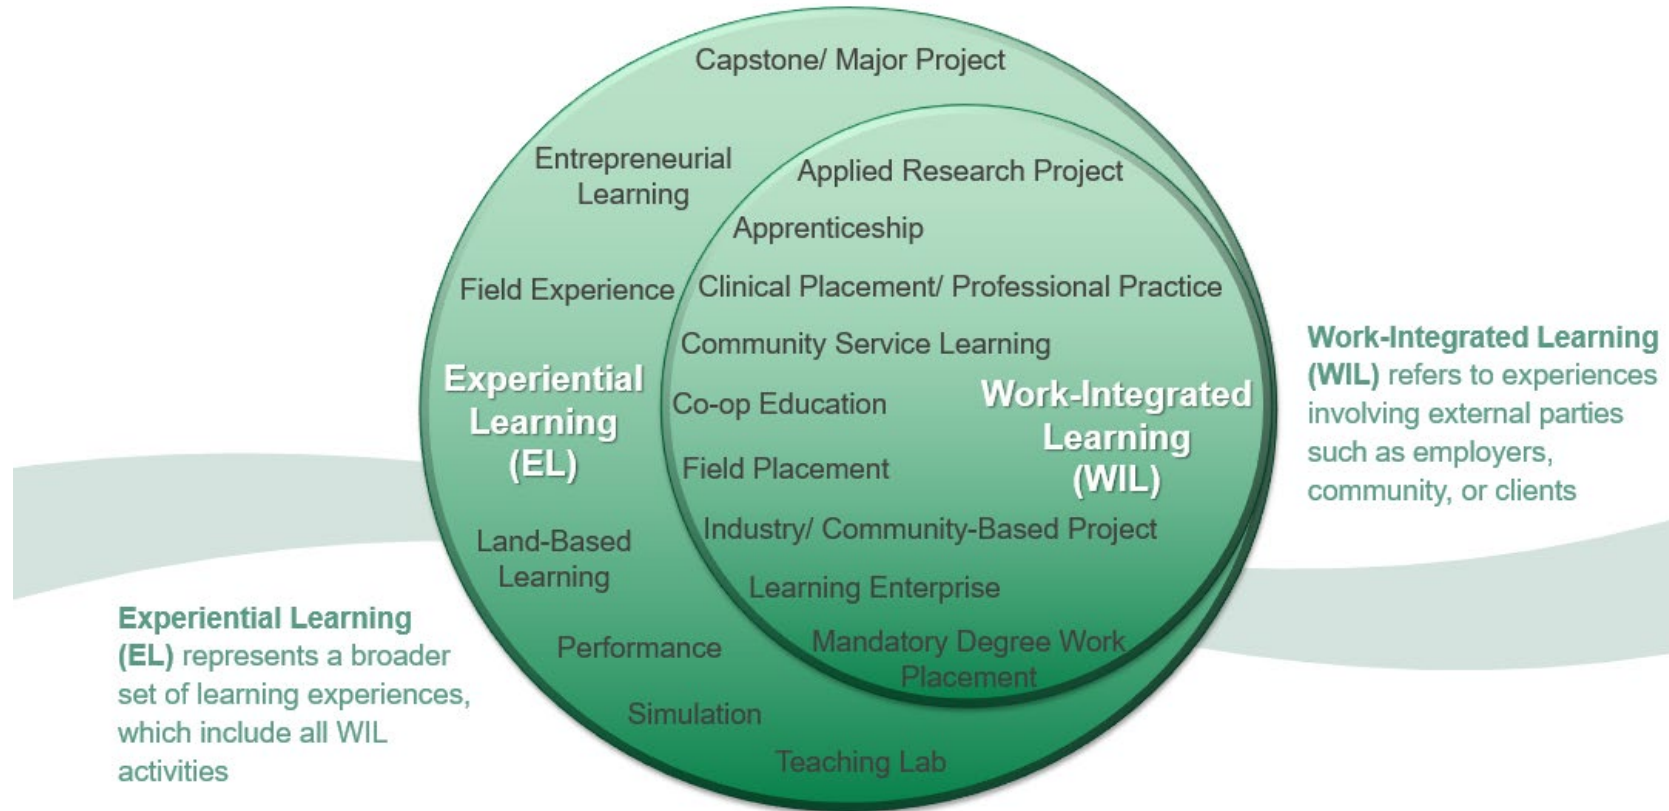 Capstone/ Major Project
Entrepreneurial
Learning
Field Experience
Experiential
Learning
(EL)
Land-Based
Learning
Performance
Simulation
Teaching Lab
Applied Research Project
Apprenticeship
Clinical Placement/ Professional Practice
Community Service Learning
Co-op Education
Field Placement
Industry/ Community-Based Project
Learning Enterprise
Mandatory Degree Work
Placement
Work-Integrated
Learning
(WIL)
Work-Integrated Learning
(WIL) refers to experiences
involving external parties
such as employers,
community, or clients
Experiential Learning
(EL) represents a broader
set of learning experiences,
which include all WIL
activities